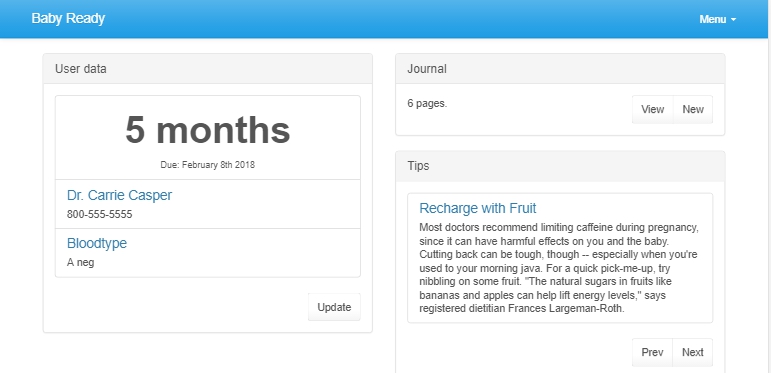 Baby Ready
Menu
User data
5 months
Due: February 8th 2018
Dr. Carrie Casper
800-555-5555
Bloodtype
A neg
Update
Journal
6 pages.
View
New
Tips
Recharge with Fruit
Most doctors recommend limiting caffeine during pregnancy,
since it can have harmful effects on you and the baby.
Cutting back can be tough, though -- especially when you're
used to your morning java. For a quick pick-me-up, try
nibbling on some fruit. "The natural sugars in fruits like
bananas and apples can help lift energy levels," says
registered dietitian Frances Largeman-Roth.
Prev
Next